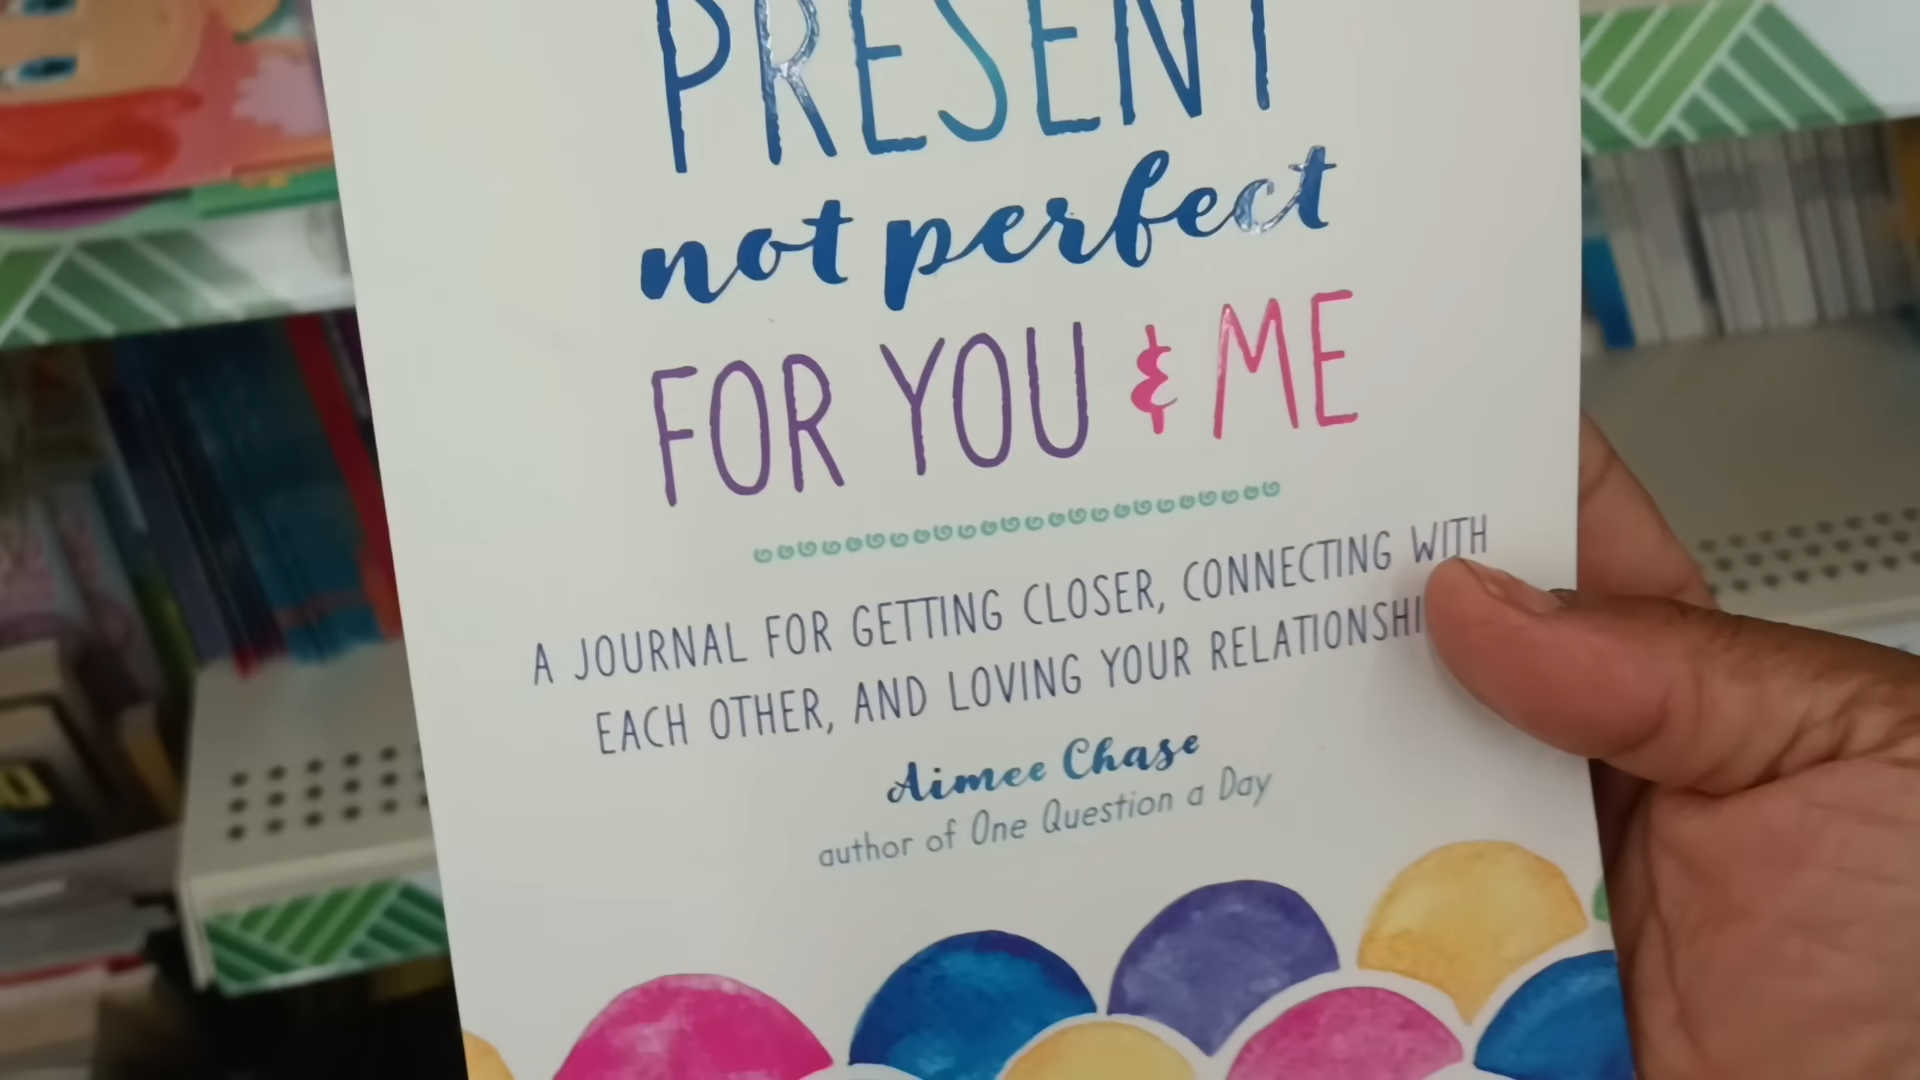 PRESENT
not perfect
FOR YOU & ME
A JOURNAL FOR GETTING CLOSER, CONNECTING WITH
EACH OTHER, AND LOVING YOUR
Aimee Chase
author of One Question a Day